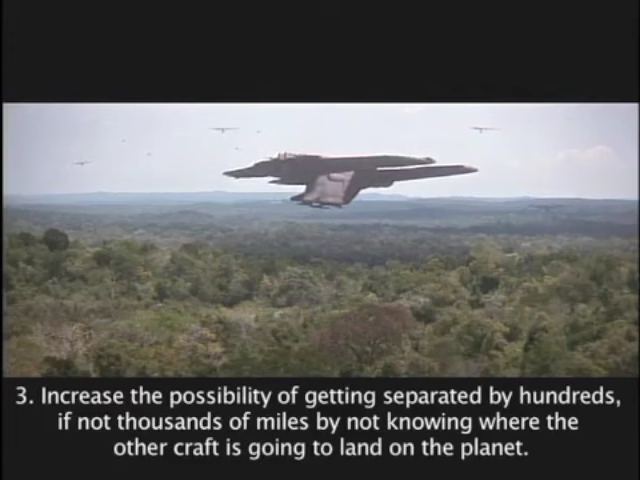 3. Increase the possibility of getting separated by hundreds,
if not thousands of miles by not knowing where the
other craft is going to land on the planet.